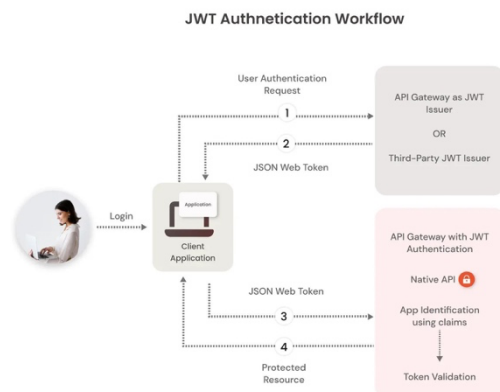 JWT Authnetication Workflow
User Authentication
Request
1
2
JSON Web Token
API Gateway as JWT
Issuer
OR
Third-Party JWT Issuer
Login
Application
Client
Application
JSON Web Token
3
4
Protected
Resource
API Gateway with JWT
Authentication
Native API
App Identification
using claims
Token Validation